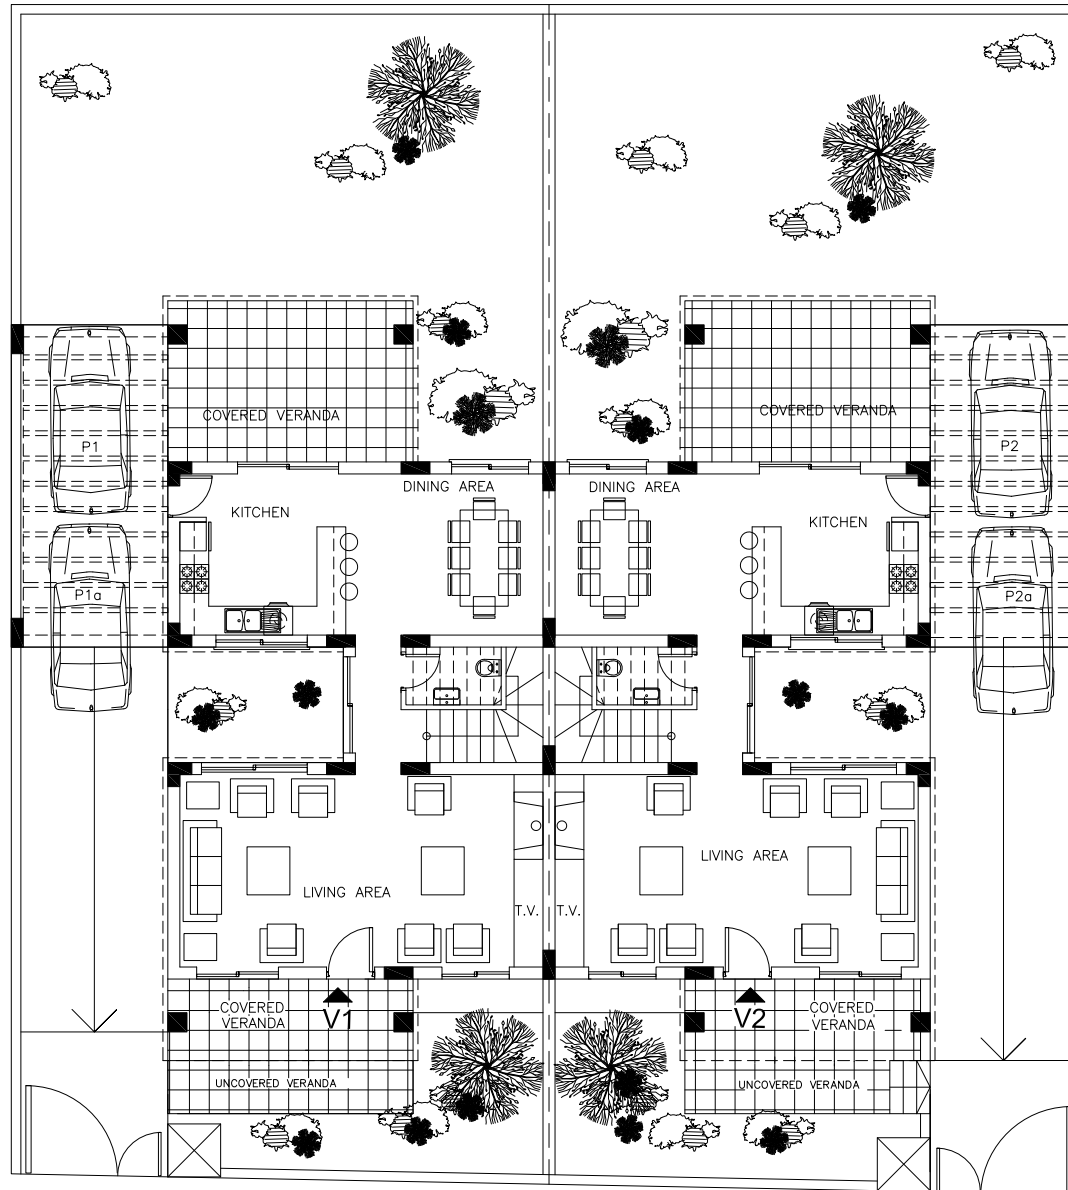 COVERED VERANDA
COVERED VERANDA
P1
P2
DINING AREA
DINING AREA
KITCHEN
KITCHEN
P1a
P2a
LIVING AREA
LIVING AREA
T.V.
T.V.
COVERED
VERANDA
COVERED
VERANDA
V1
V2
UNCOVERED VERANDA
UNCOVERED VERANDA